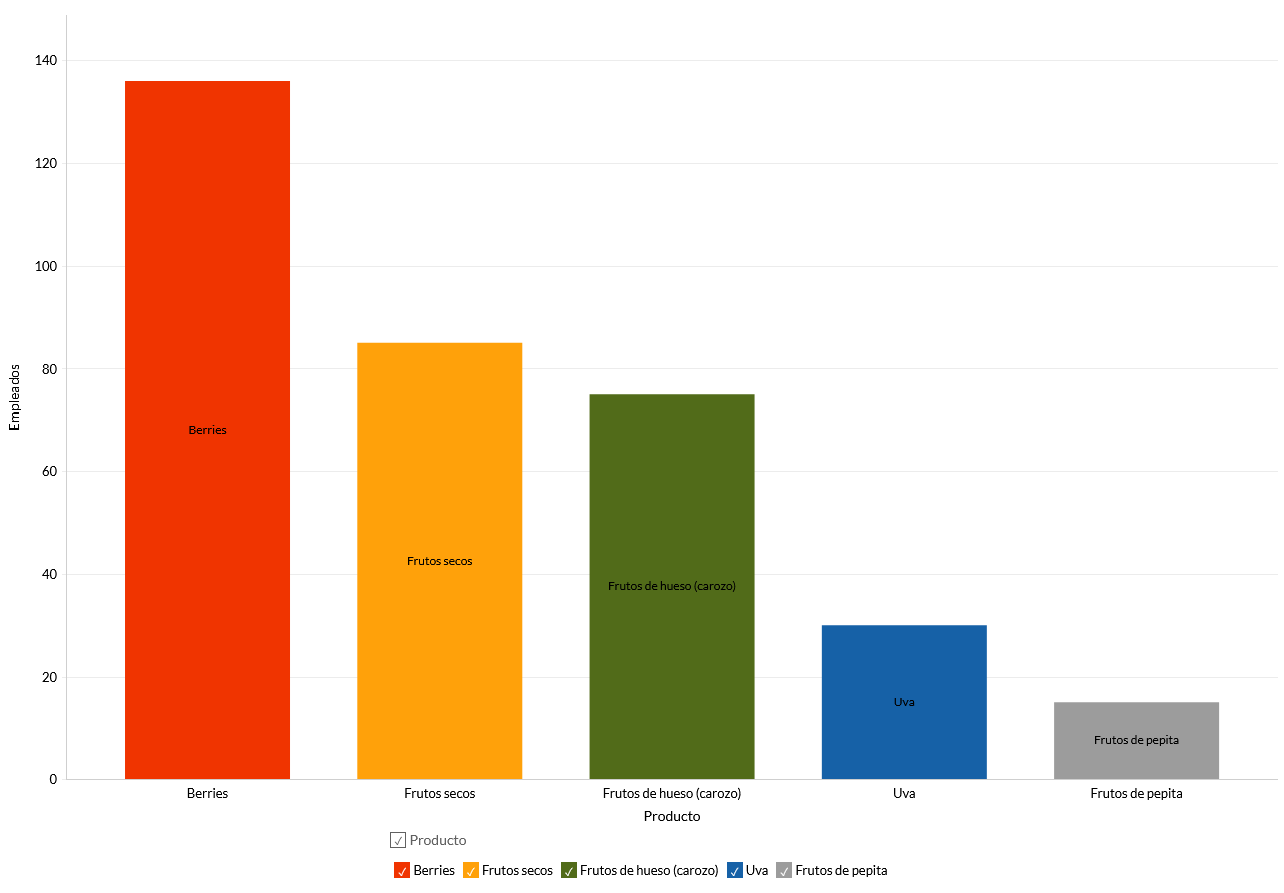 140
120
100
80
60
40
20
0
Empleados
Berries
Frutos secos
Frutos de hueso (carozo)
Uva
Frutos de pepita
Berries Frutos secos Frutos de hueso (carozo) Uva Frutos de pepita
Producto
Producto
Berries Frutos secos Frutos de hueso (carozo) Uva Frutos de pepita